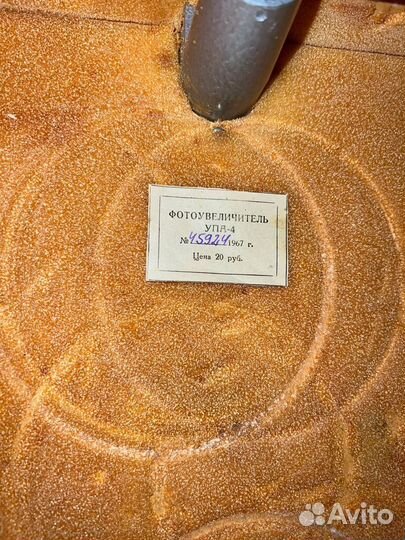 ФОТОУВЕЛИЧИТЕЛЬ
УПА-4
№ 45924 1967 г.
Цена 20 руб.
Avito